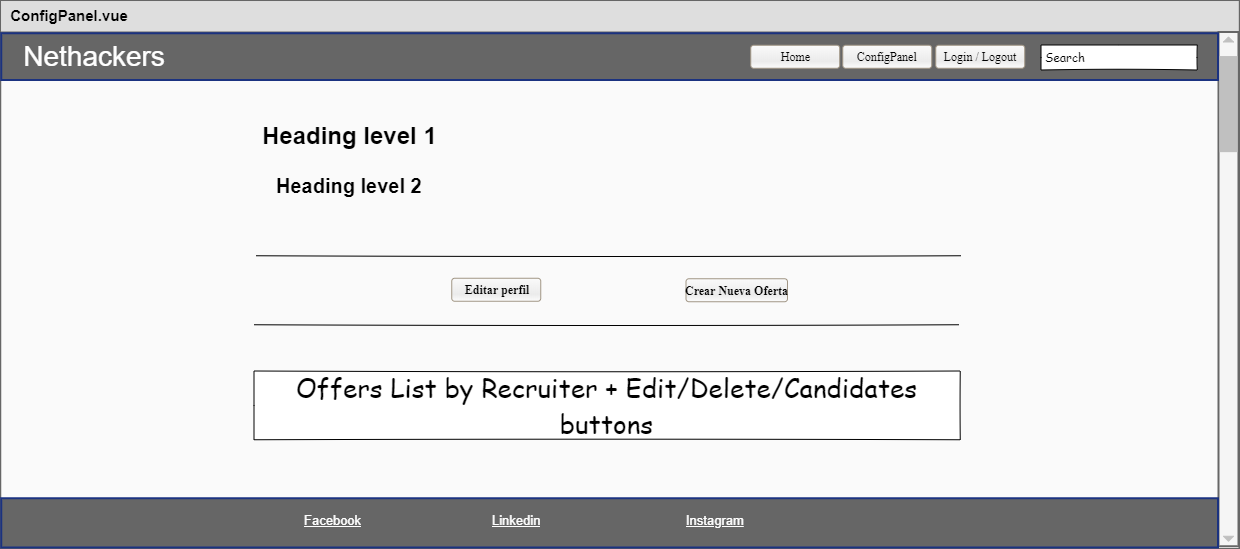 ConfigPanel.vue
Nethackers
Home
ConfigPanel
Login / Logout
Search
Heading level 1
Heading level 2
Editar perfil
Crear Nueva Oferta
Offers List by Recruiter + Edit/Delete/Candidates
buttons
Facebook
Linkedin
Instagram